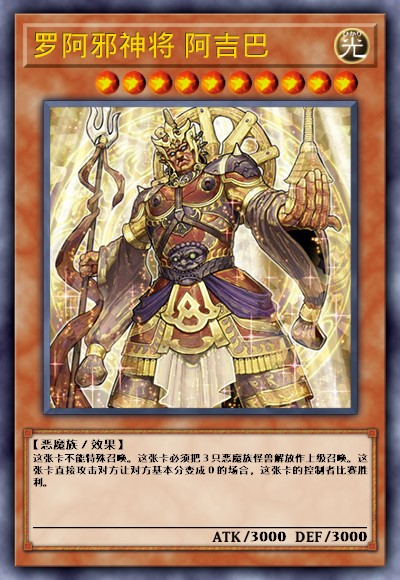 罗阿邪神将 阿吉巴
光
ひかり
【恶魔族／效果】
这张卡不能特殊召唤。这张卡必须把３只恶魔族怪兽解放作上级召唤。这
张卡直接攻击对方让对方基本分变成０的场合，这张卡的控制者比赛胜
利。
ATK/3000 DEF/3000